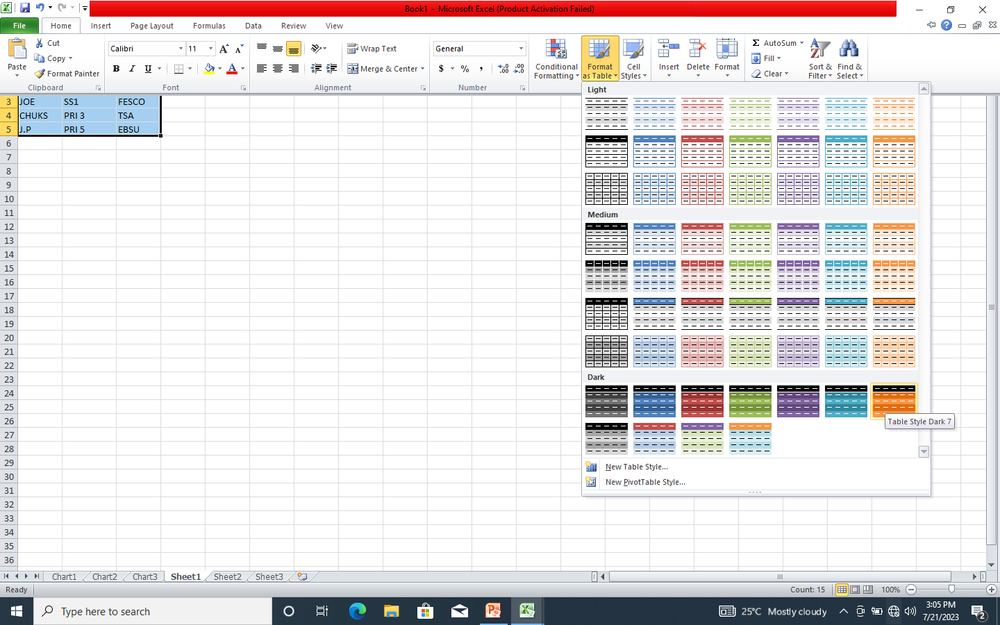 Book1 - Microsoft Excel (Product Activation Failed)
File Home Insert Page Layout Formulas Data Review View
Paste
Cut
Copy
Format Painter
Clipboard
Calibri 11
B I U
Font
Wrap Text
Merge & Center
Alignment
General
$ % ,
Number
Conditional Formatting
Format as Table
Cell Styles
Insert Delete Format
AutoSum
Fill
Clear
Sort & Filter
Find & Select
3 JOE SS1 FESCO
4 CHUKS PRI 3 TSA
5 J.P PRI 5 EBSU
6
7
8
9
10
11
12
13
14
15
16
17
18
19
20
21
22
23
24
25
26
27
28
29
30
31
32
33
34
35
36
Light
Medium
Dark
Table Style Dark 7
New Table Style...
New PivotTable Style...
Chart1 Chart2 Chart3 Sheet1 Sheet2 Sheet3
Ready Count: 15 100%
Type here to search
25°C Mostly cloudy
3:05 PM
7/21/2023
2